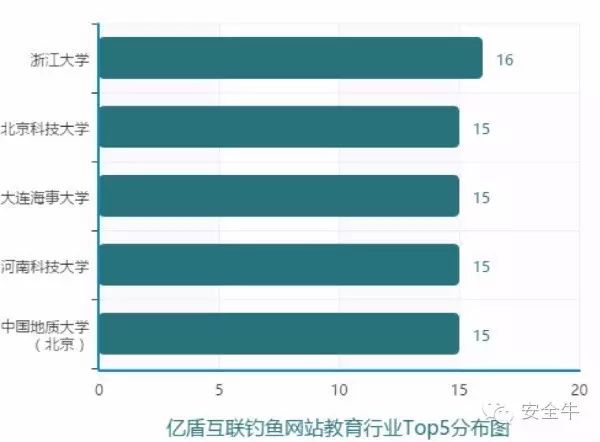 浙江大学
16
北京科技大学
15
大连海事大学
15
河南科技大学
15
中国地质大学
（北京）
15
0 5 10 15 20
亿盾互联钓鱼网站教育行业Top5分布图
安全牛